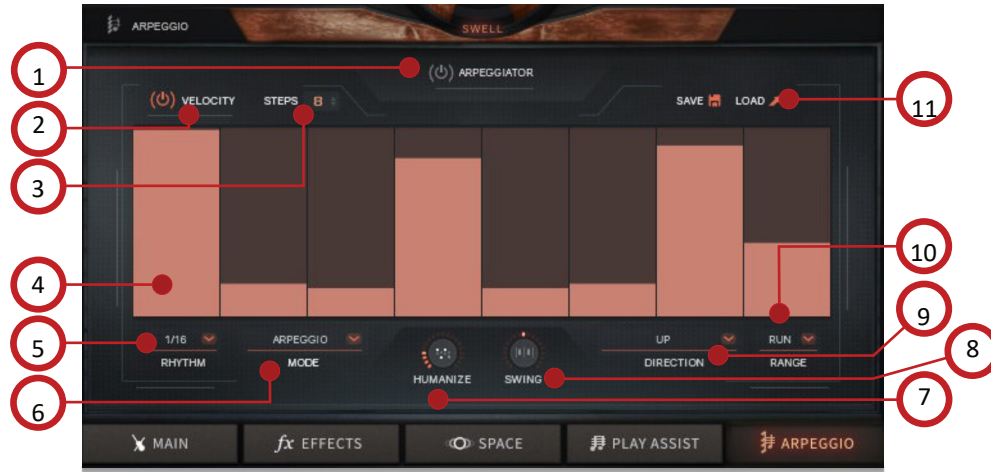 ARPEGGIO
SWELL
1
ARPEGGIATOR
2
VELOCITY
STEPS 8
3
SAVE
LOAD
11
4
10
5
1/16
RHYTHM
ARPEGGIO
MODE
6
HUMANIZE
SWING
7
UP
DIRECTION
9
RUN
RANGE
8
MAIN
fx EFFECTS
SPACE
PLAY ASSIST
ARPEGGIO